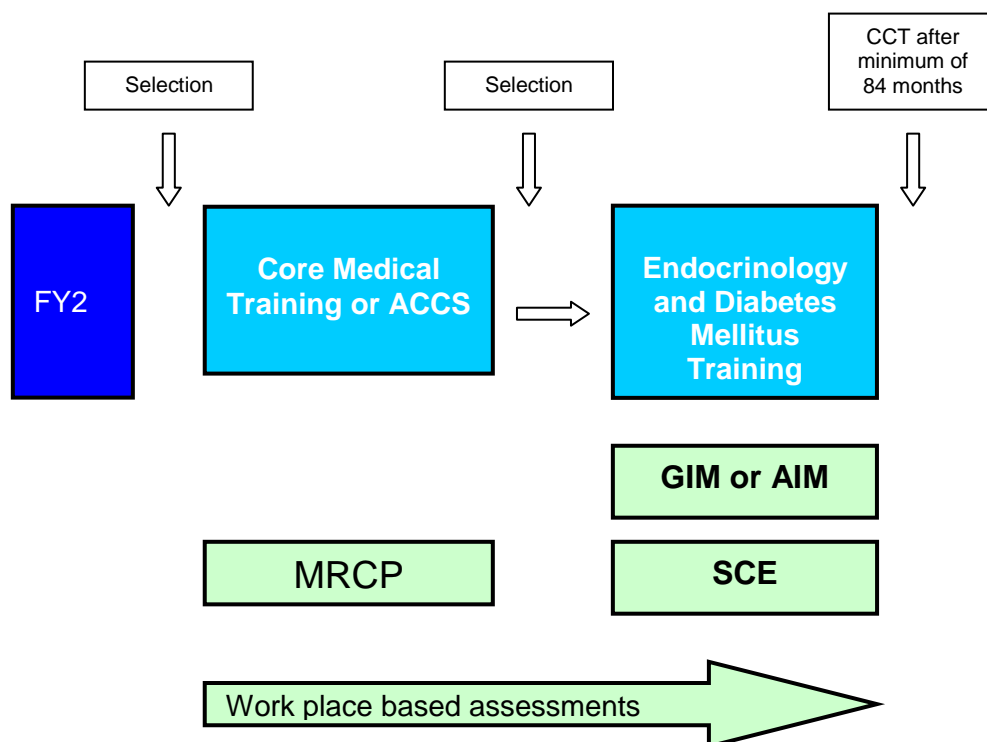 Selection
Selection
CCT after
minimum of
84 months
FY2
Core Medical
Training or ACCS
Endocrinology
and Diabetes
Mellitus
Training
GIM or AIM
MRCP
SCE
Work place based assessments